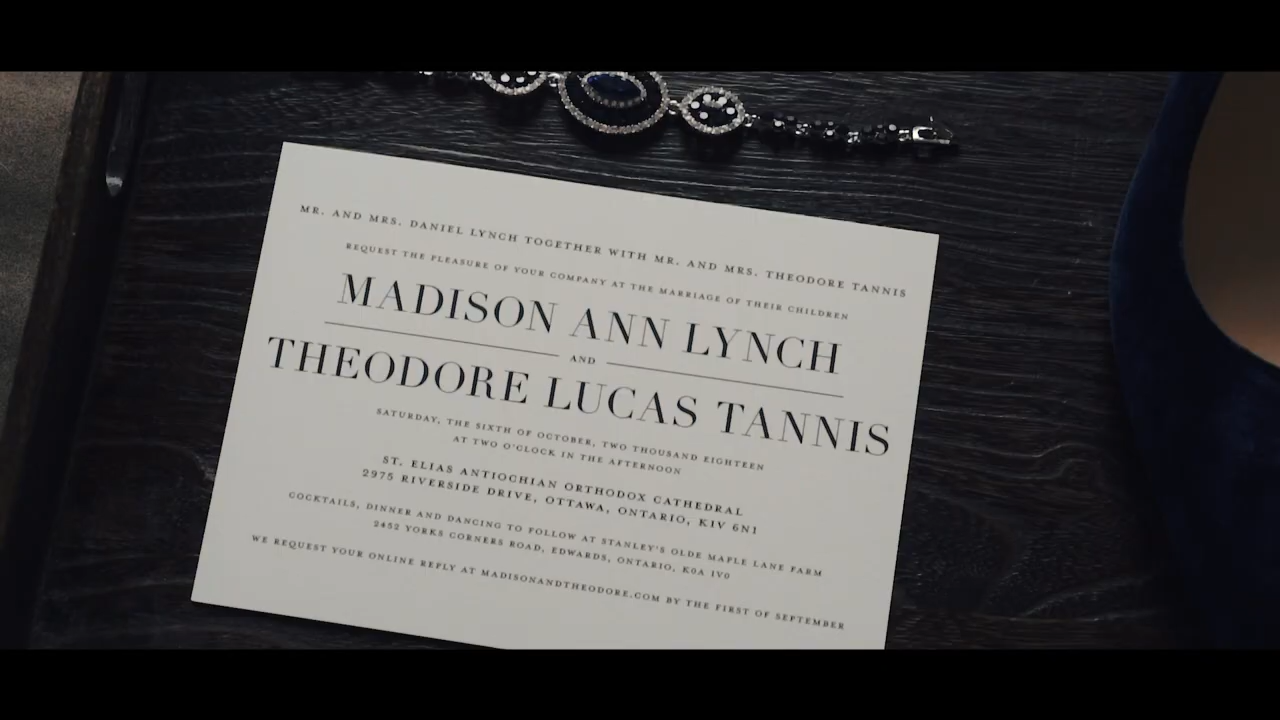 MR. AND MRS. DANIEL LYNCH TOGETHER WITH MR. AND MRS. THEODORE TANNIS
REQUEST THE PLEASURE OF YOUR COMPANY AT THE MARRIAGE OF THEIR CHILDREN
MADISON ANN LYNCH
AND
THEODORE LUCAS TANNIS
SATURDAY, THE SIXTH OF OCTOBER, TWO THOUSAND EIGHTEEN
AT TWO O'CLOCK IN THE AFTERNOON
ST. ELIAS ANTIOCHIAN ORTHODOX CATHEDRAL
2975 RIVERSIDE DRIVE, OTTAWA, ONTARIO, K1V 6N1
COCKTAILS, DINNER AND DANCING TO FOLLOW AT STANLEY'S OLDE MAPLE LANE FARM
2452 YORKS CORNERS ROAD, EDWARDS, ONTARIO, K0A 1V0
WE REQUEST YOUR ONLINE REPLY AT MADISONANDTHEODORE.COM BY THE FIRST OF SEPTEMBER